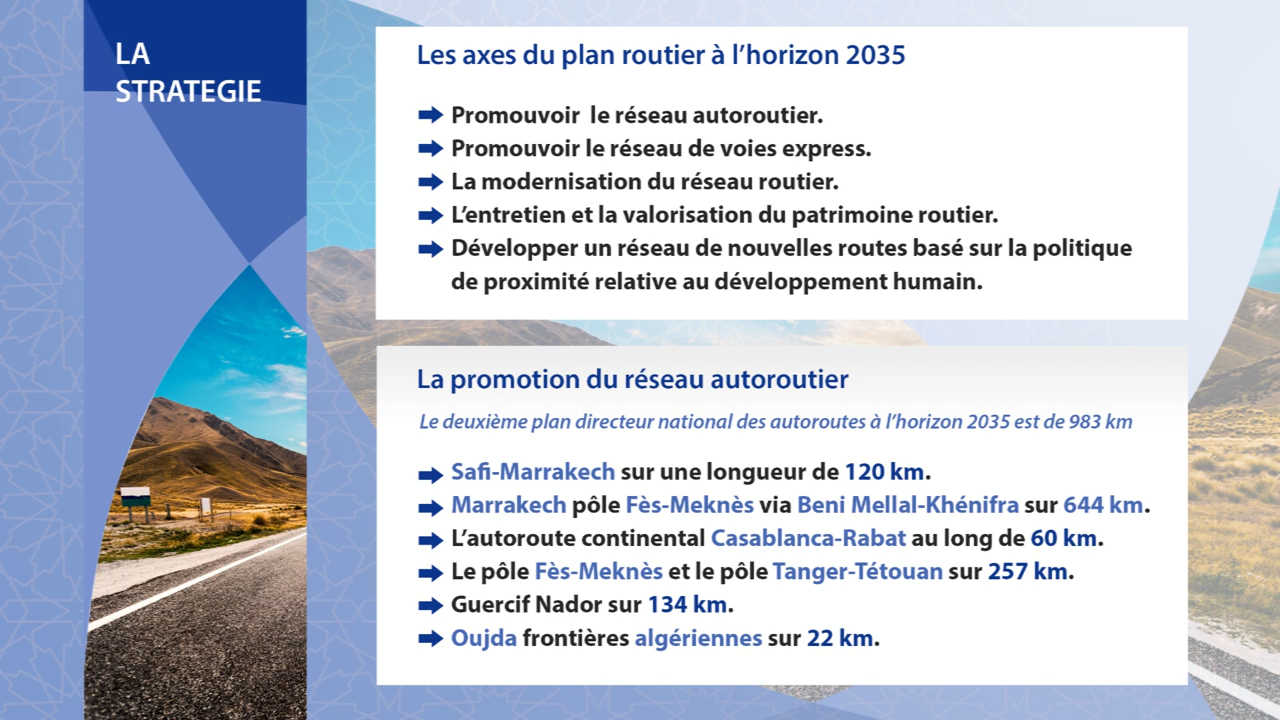 LA
STRATEGIE
Les axes du plan routier à l’horizon 2035
Promouvoir le réseau autoroutier.
Promouvoir le réseau de voies express.
La modernisation du réseau routier.
L’entretien et la valorisation du patrimoine routier.
Développer un réseau de nouvelles routes basé sur la politique
de proximité relative au développement humain.
La promotion du réseau autoroutier
Le deuxième plan directeur national des autoroutes à l’horizon 2035 est de 983 km
Safi-Marrakech sur une longueur de 120 km.
Marrakech pôle Fès-Meknès via Beni Mellal-Khénifra sur 644 km.
L’autoroute continental Casablanca-Rabat au long de 60 km.
Le pôle Fès-Meknès et le pôle Tanger-Tétouan sur 257 km.
Guercif Nador sur 134 km.
Oujda frontières algériennes sur 22 km.